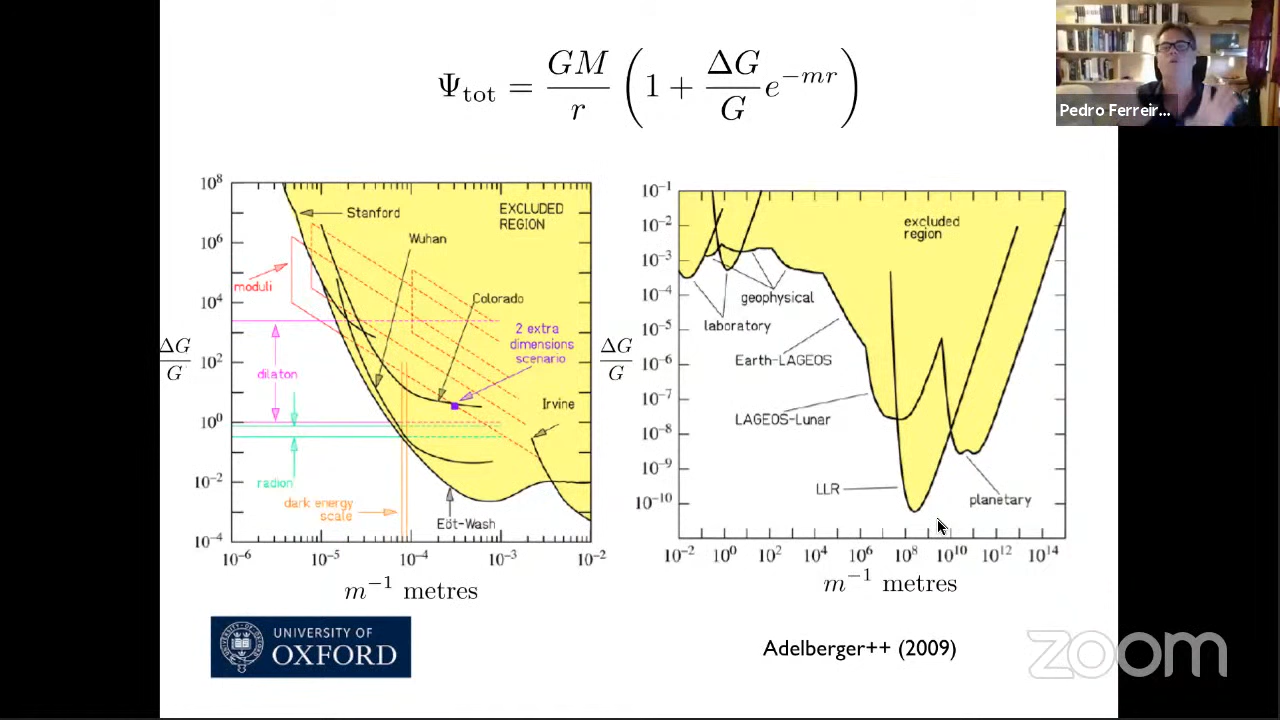 Ψtot = GM/r (1 + ΔG/G e^−mr)
Pedro Ferreir...
10^8
10^6
10^4
10^2
10^0
10^−2
10^−4
ΔG/G
Stanford
EXCLUDED
REGION
Wuhan
moduli
Colorado
2 extra
dimensions
scenario
dilaton
Irvine
radion
dark energy
scale
Eöt-Wash
10^−6
10^−5
10^−4
10^−3
10^−2
m^−1 metres
10^−1
10^−2
10^−3
10^−4
10^−5
10^−6
10^−7
10^−8
10^−9
10^−10
ΔG/G
excluded
region
geophysical
laboratory
Earth-LAGEOS
LAGEOS-Lunar
LLR
planetary
10^−2
10^0
10^2
10^4
10^6
10^8
10^10
10^12
10^14
m^−1 metres
UNIVERSITY OF
OXFORD
Adelberger++ (2009)
zoom